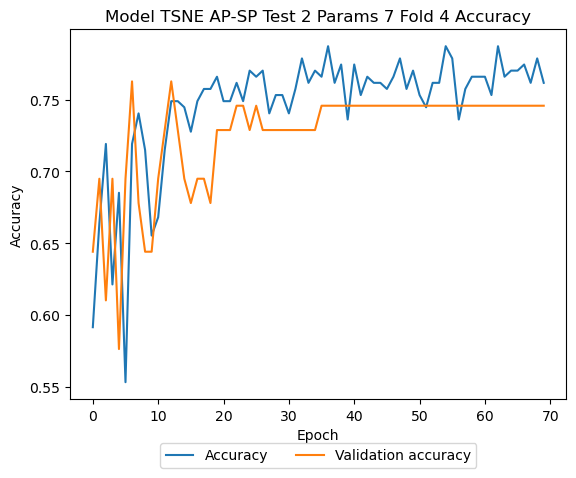 Model TSNE AP-SP Test 2 Params 7 Fold 4 Accuracy
Accuracy
0.75
0.70
0.65
0.60
0.55
0 10 20 30 40 50 60 70
Epoch
Accuracy Validation accuracy